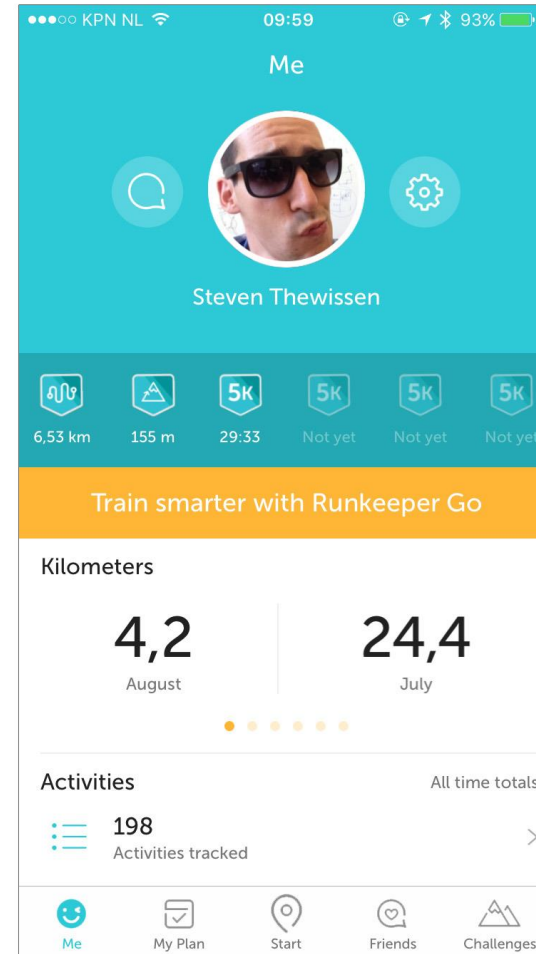 KPN NL 09:59 93%
Me
Steven Thewissen
5K 5K 5K 5K
6,53 km 155 m 29:33 Not yet Not yet Not yet
Train smarter with Runkeeper Go
Kilometers
4,2 24,4
August July
Activities All time totals
198
Activities tracked
Me My Plan Start Friends Challenges